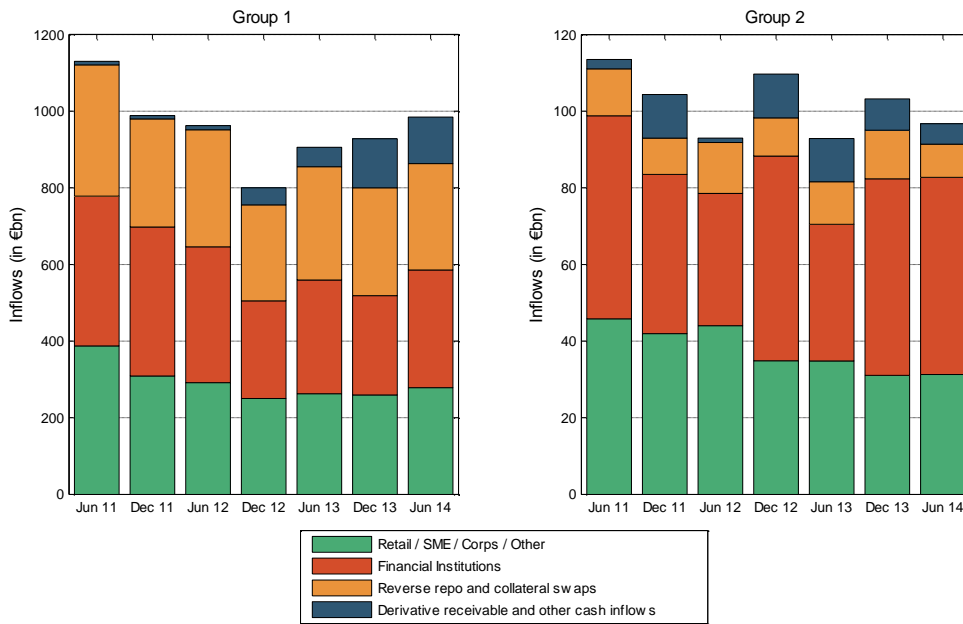 Group 1
Inflows (in €bn)
1200
1000
800
600
400
200
0
Jun 11 Dec 11 Jun 12 Dec 12 Jun 13 Dec 13 Jun 14
Group 2
Inflows (in €bn)
120
100
80
60
40
20
0
Jun 11 Dec 11 Jun 12 Dec 12 Jun 13 Dec 13 Jun 14
Retail / SME / Corps / Other
Financial Institutions
Reverse repo and collateral swaps
Derivative receivable and other cash inflows